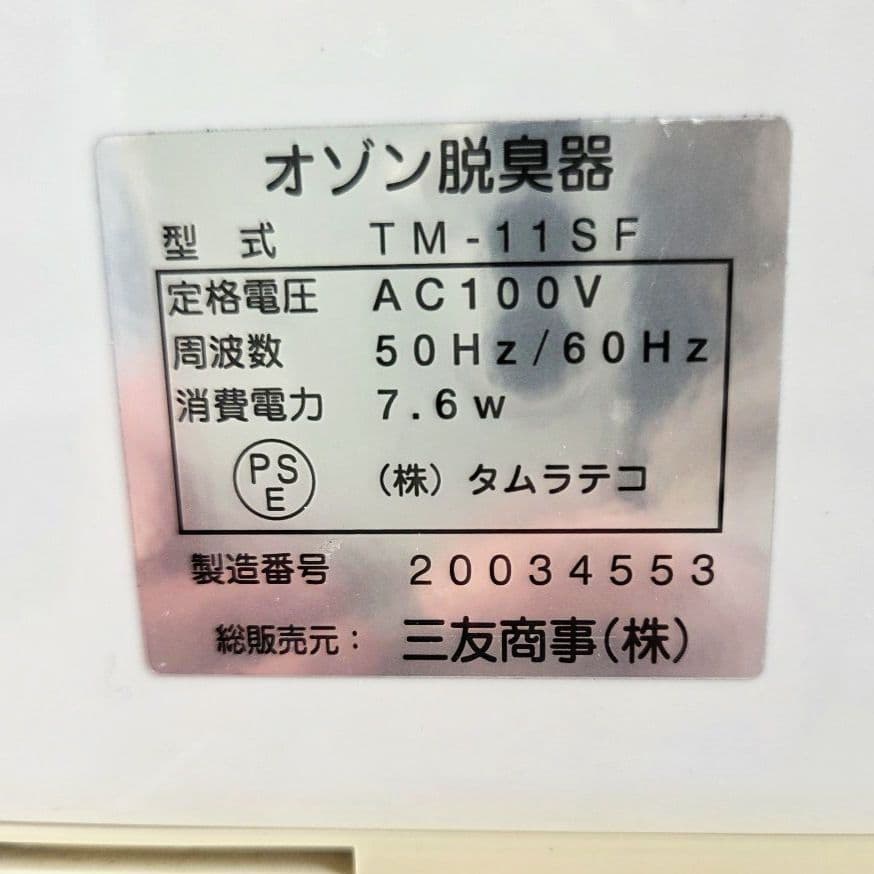 オゾン脱臭器
型 式 TM-11SF
定格電圧 AC100V
周波数 50Hz/60Hz
消費電力 7.6w
PS
E
(株)タムラテコ
製造番号 20034553
総販売元: 三友商事(株)